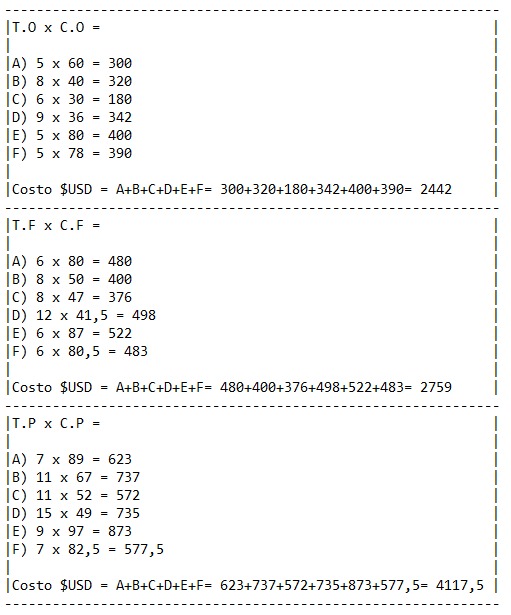 T.O x C.O =
A) 5 x 60 = 300
B) 8 x 40 = 320
C) 6 x 30 = 180
D) 9 x 36 = 342
E) 5 x 80 = 400
F) 5 x 78 = 390
Costo $USD = A+B+C+D+E+F= 300+320+180+342+400+390= 2442
T.F x C.F =
A) 6 x 80 = 480
B) 8 x 50 = 400
C) 8 x 47 = 376
D) 12 x 41,5 = 498
E) 6 x 87 = 522
F) 6 x 80,5 = 483
Costo $USD = A+B+C+D+E+F= 480+400+376+498+522+483= 2759
T.P x C.P =
A) 7 x 89 = 623
B) 11 x 67 = 737
C) 11 x 52 = 572
D) 15 x 49 = 735
E) 9 x 97 = 873
F) 7 x 82,5 = 577,5
Costo $USD = A+B+C+D+E+F= 623+737+572+735+873+577,5= 4117,5